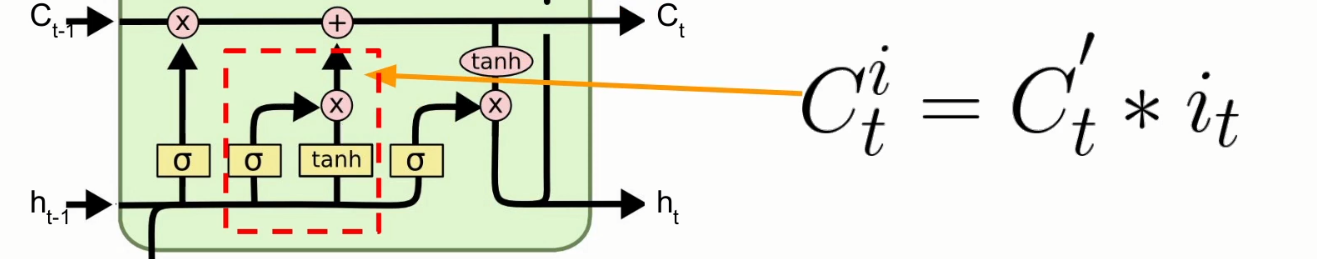 C_{t-1} x + C_t
tanh
x x
σ σ tanh σ
h_{t-1} h_t
C_t^i = C_t' * i_t